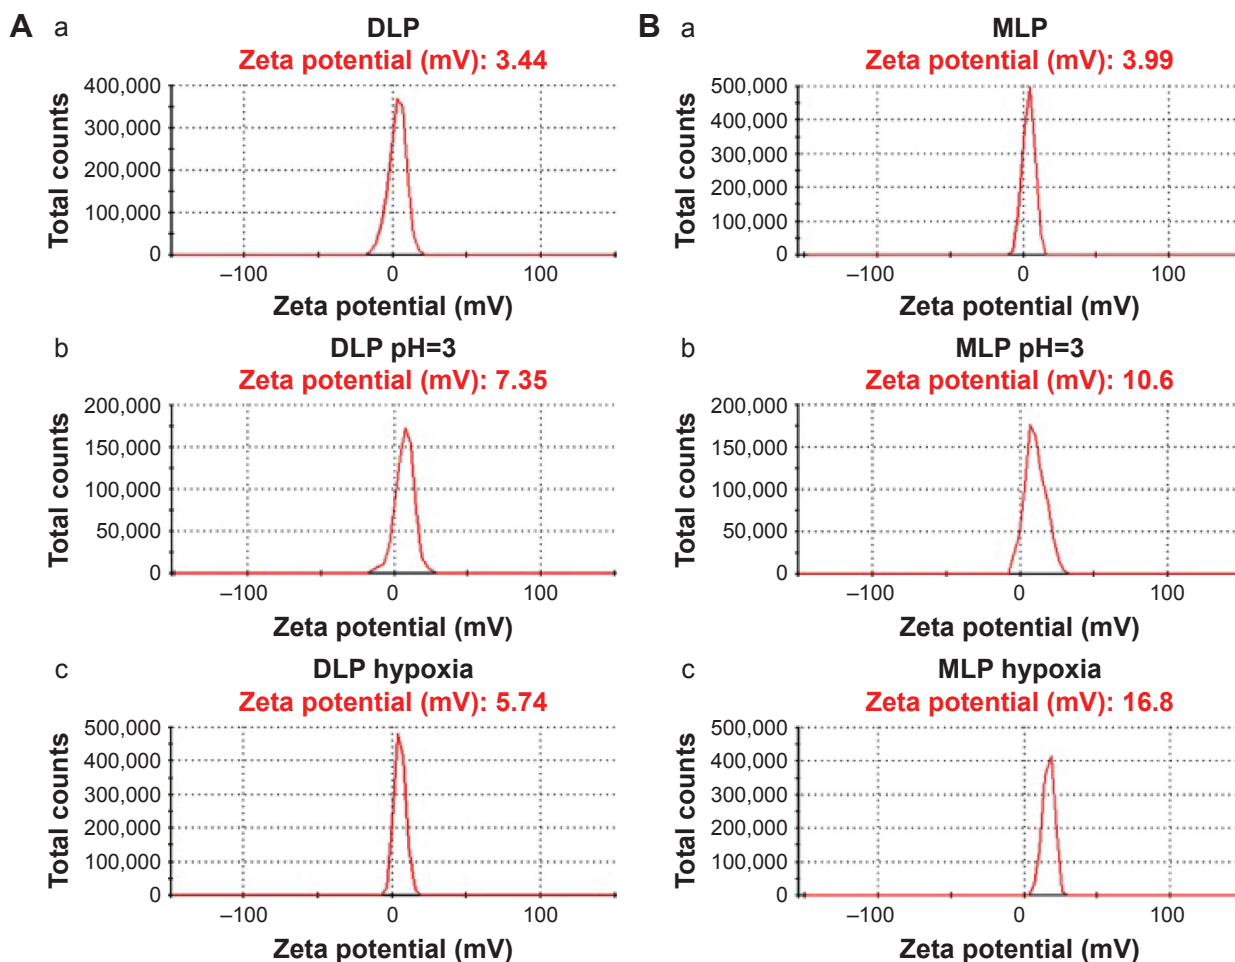 A a
DLP
Zeta potential (mV): 3.44
400,000
300,000
200,000
100,000
0
Total counts
–100 0 100
Zeta potential (mV)
b
DLP pH=3
Zeta potential (mV): 7.35
200,000
150,000
100,000
50,000
0
Total counts
–100 0 100
Zeta potential (mV)
c
DLP hypoxia
Zeta potential (mV): 5.74
500,000
400,000
300,000
200,000
100,000
0
Total counts
–100 0 100
Zeta potential (mV)
B a
MLP
Zeta potential (mV): 3.99
500,000
400,000
300,000
200,000
100,000
0
Total counts
–100 0 100
Zeta potential (mV)
b
MLP pH=3
Zeta potential (mV): 10.6
200,000
150,000
100,000
50,000
0
Total counts
–100 0 100
Zeta potential (mV)
c
MLP hypoxia
Zeta potential (mV): 16.8
500,000
400,000
300,000
200,000
100,000
0
Total counts
–100 0 100
Zeta potential (mV)